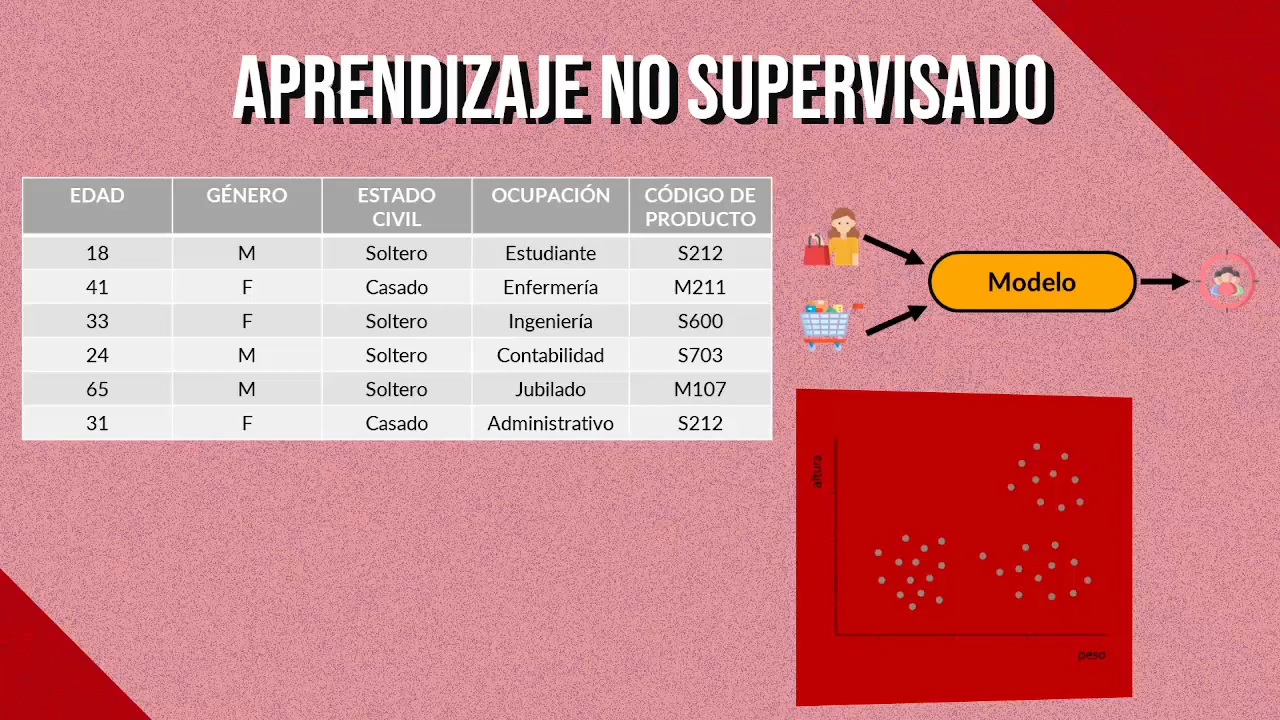 APRENDIZAJE NO SUPERVISADO
EDAD GÉNERO ESTADO CIVIL OCUPACIÓN CÓDIGO DE PRODUCTO
18 M Soltero Estudiante S212
41 F Casado Enfermería M211
33 F Soltero Ingeniería S600
24 M Soltero Contabilidad S703
65 M Soltero Jubilado M107
31 F Casado Administrativo S212
Modelo
altura
peso